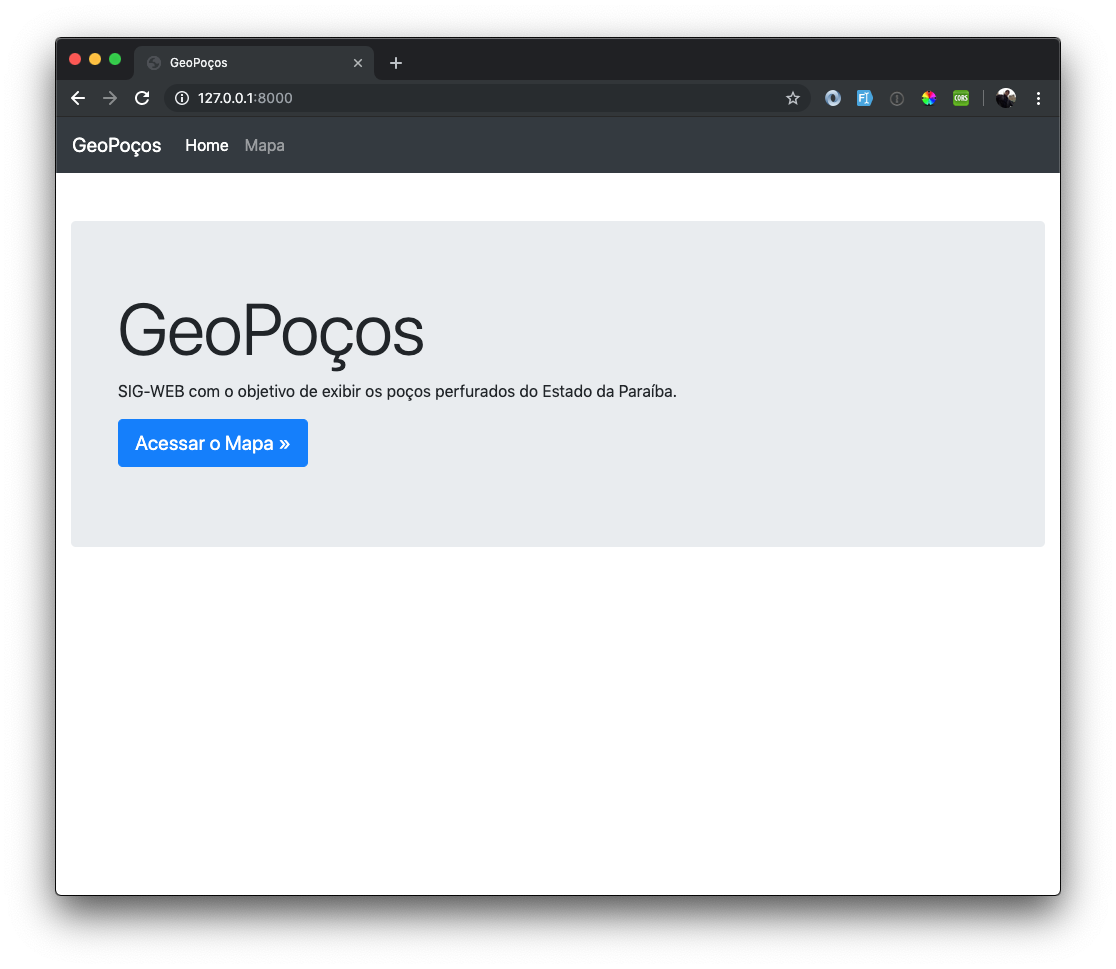 GeoPoços
127.0.0.1:8000
FI
CORS
GeoPoços Home Mapa
GeoPoços
SIG-WEB com o objetivo de exibir os poços perfurados do Estado da Paraíba.
Acessar o Mapa »